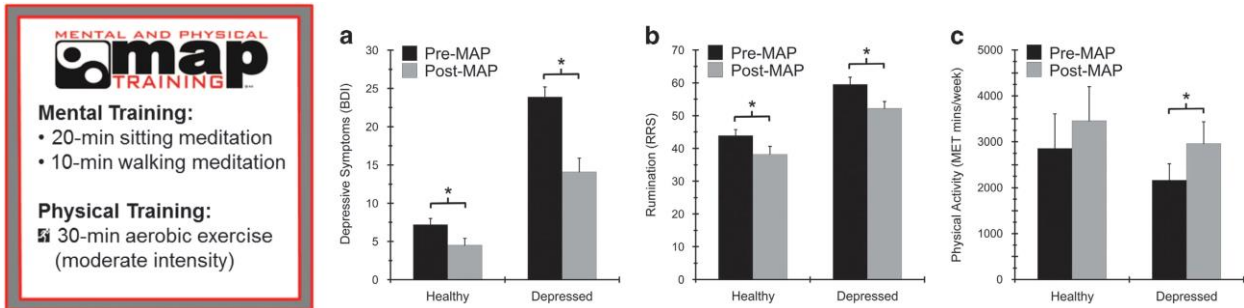 MENTAL AND PHYSICAL
map
TRAINING
Mental Training:
• 20-min sitting meditation
• 10-min walking meditation
Physical Training:
30-min aerobic exercise
(moderate intensity)
a
Depressive Symptoms (BDI)
30
25
20
15
10
5
0
Pre-MAP
Post-MAP
*
*
Healthy
Depressed
b
Rumination (RRS)
70
60
50
40
30
20
10
0
Pre-MAP
Post-MAP
*
*
Healthy
Depressed
c
Physical Activity (MET mins/week)
5000
4000
3000
2000
1000
0
Pre-MAP
Post-MAP
*
Healthy
Depressed